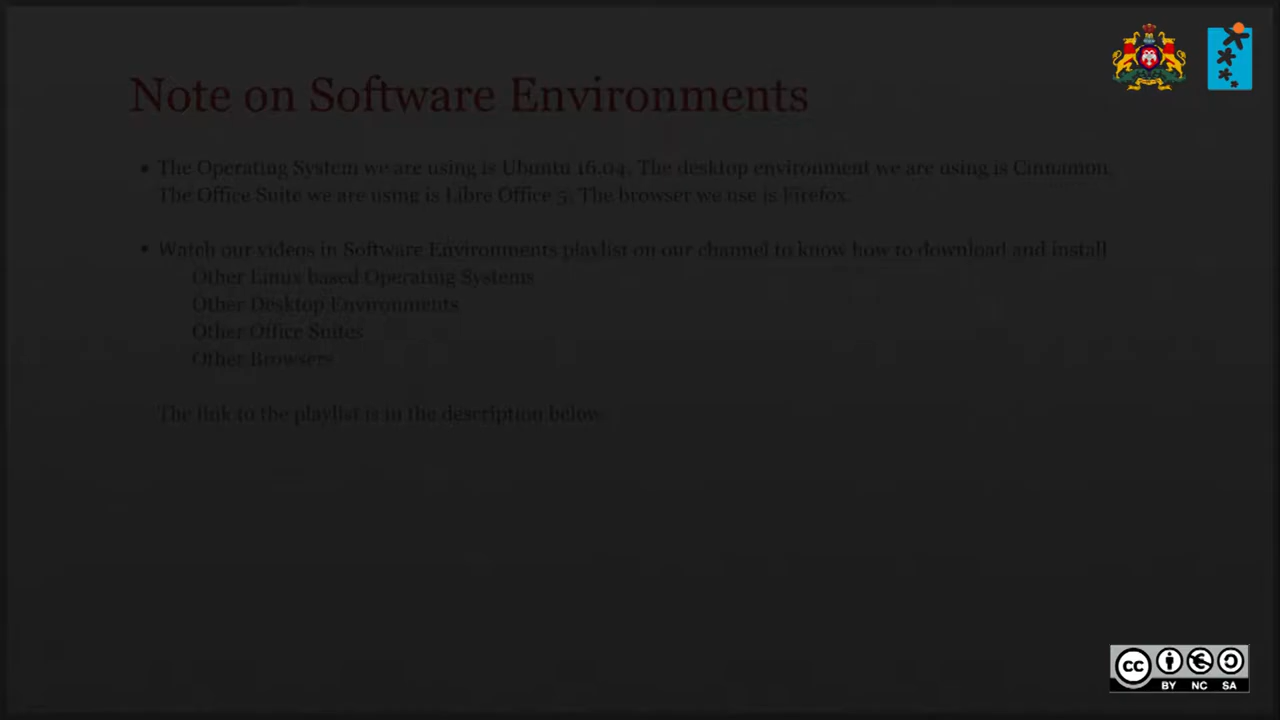 Note on Software Environments
• The Operating System we are using is Ubuntu 16.04. The desktop environment we are using is Cinnamon.
The Office Suite we are using is Libre Office 5. The browser we use is Firefox.
• Watch our videos in Software Environments playlist on our channel to know how to download and install
Other Linux based Operating Systems
Other Desktop Environments
Other Office Suites
Other Browsers
The link to the playlist is in the description below.
cc
BY NC SA